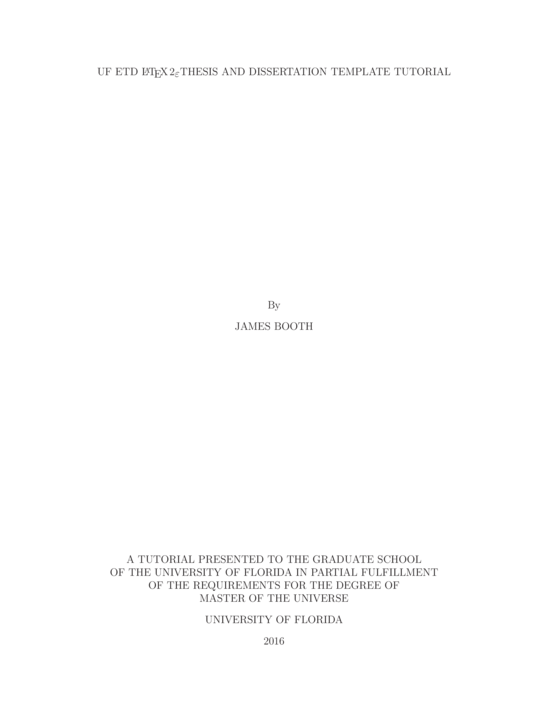 UF ETD LATEX 2ε THESIS AND DISSERTATION TEMPLATE TUTORIAL
By
JAMES BOOTH
A TUTORIAL PRESENTED TO THE GRADUATE SCHOOL
OF THE UNIVERSITY OF FLORIDA IN PARTIAL FULFILLMENT
OF THE REQUIREMENTS FOR THE DEGREE OF
MASTER OF THE UNIVERSE
UNIVERSITY OF FLORIDA
2016